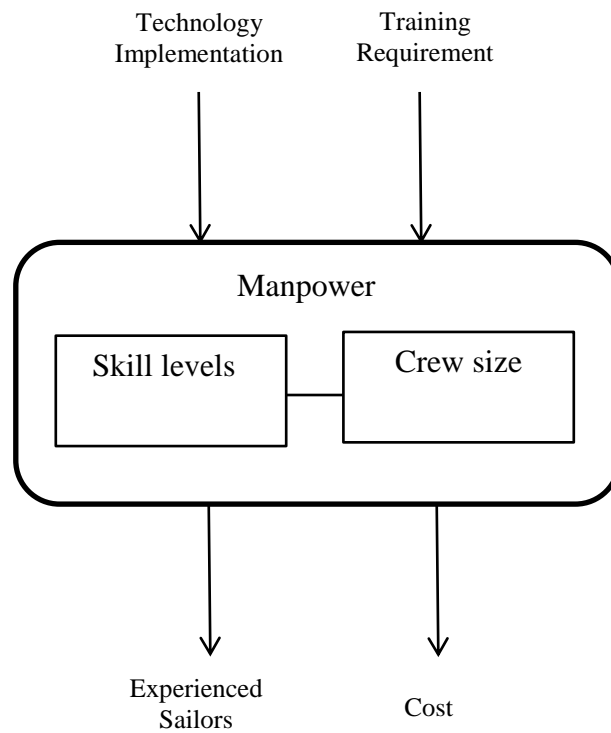 Technology
Implementation
Training
Requirement
Manpower
Skill levels
Crew size
Experienced
Sailors
Cost